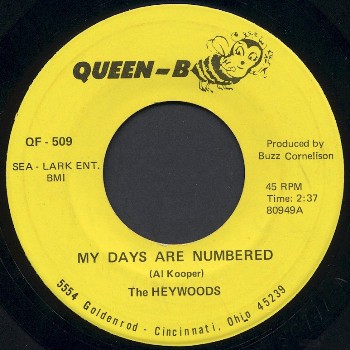 QUEEN-B
QF - 509
SEA - LARK ENT.
BMI
Produced by
Buzz Cornelison
45 RPM
Time: 2:37
80949A
MY DAYS ARE NUMBERED
(Al Kooper)
The HEYWOODS
5554 Goldenrod - Cincinnati, Ohio 45239